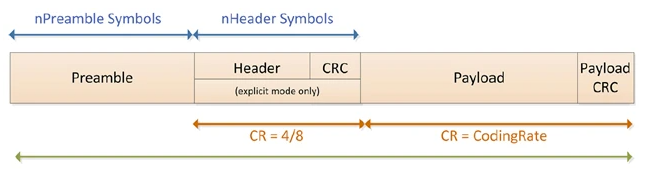 nPreamble Symbols
nHeader Symbols
Preamble
Header
CRC
(explicit mode only)
Payload
Payload
CRC
CR = 4/8
CR = CodingRate